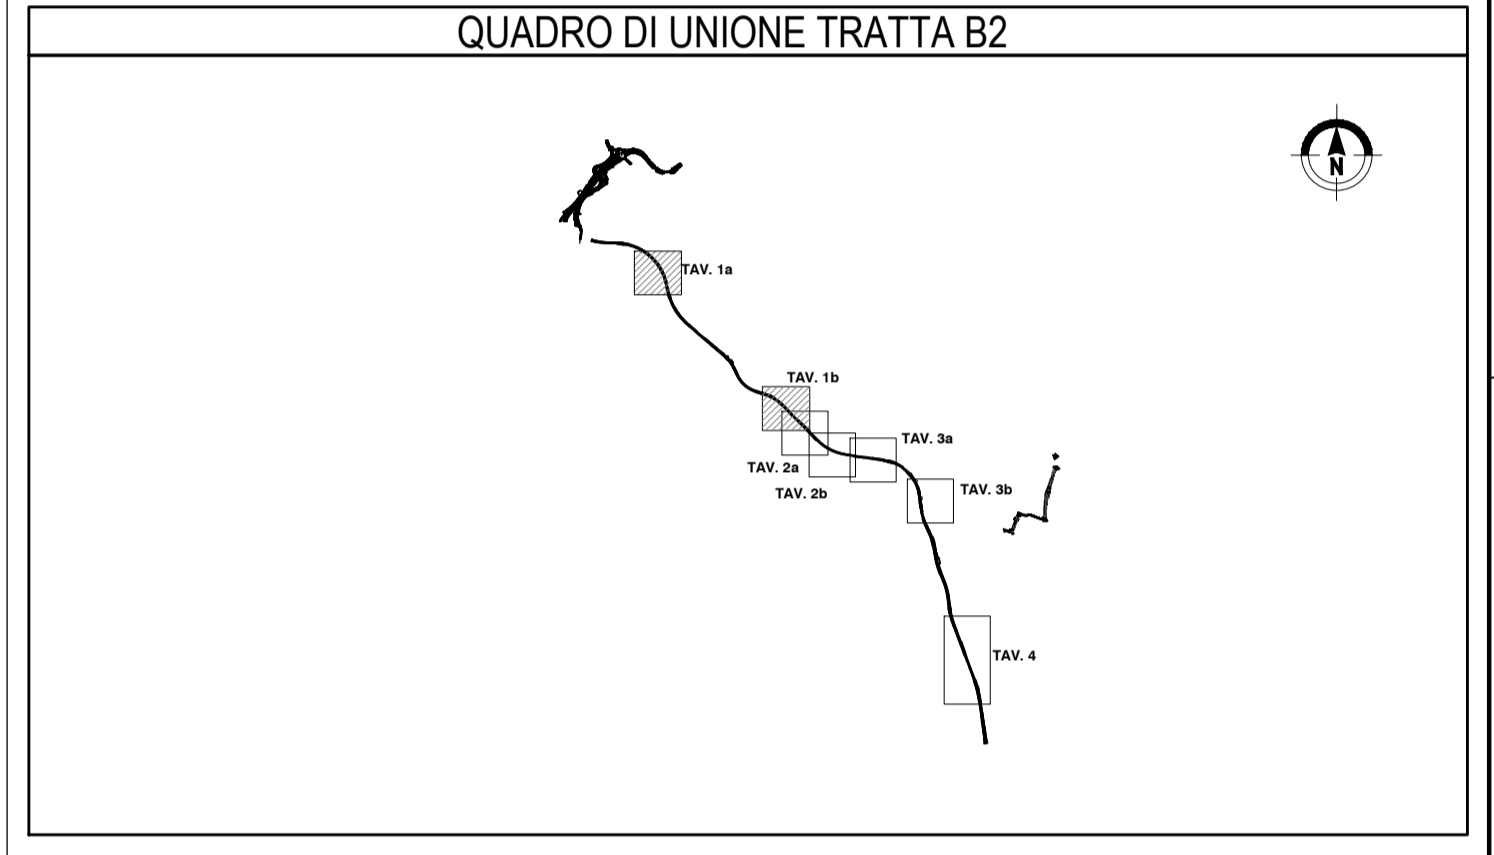 QUADRO DI UNIONE TRATTA B2
N
TAV. 1a
TAV. 1b
TAV. 3a
TAV. 2a
TAV. 2b
TAV. 3b
TAV. 4